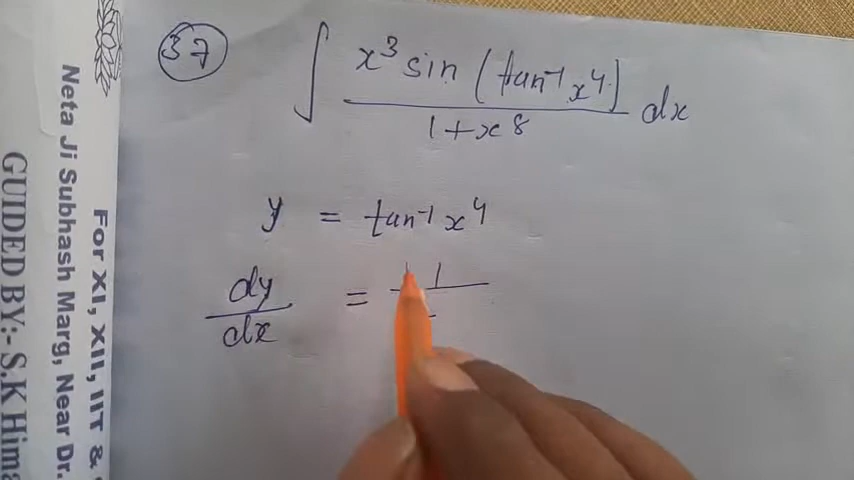 37
∫ x³ sin (tan⁻¹ x⁴) / 1 + x⁸ dx
y = tan⁻¹ x⁴
dy/dx = 1
Neta Ji Subhash Marg, Near Dr.
For XI, XII, IIT &
GUIDED BY:- S.K Hima